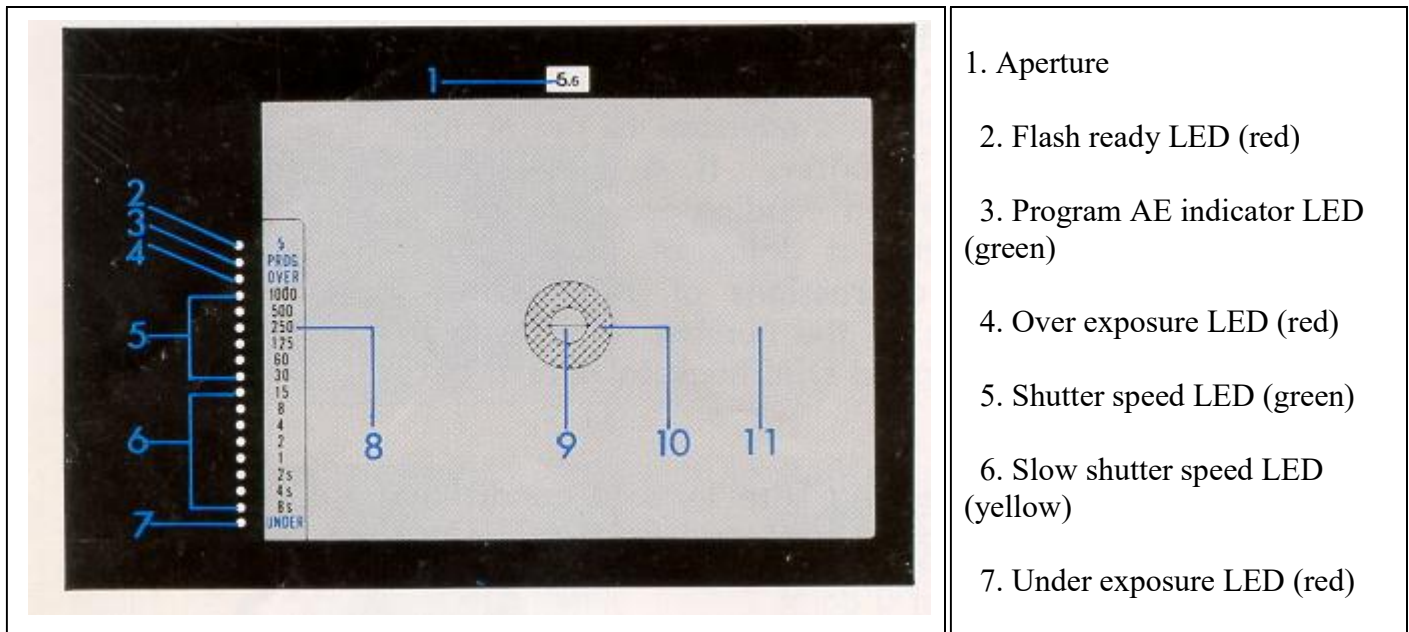 1
5.6
2
3
4
5
6
7
5
PROG.
OVER
1000
500
250
125
60
30
15
8
4
2
1
2s
4s
8s
UNDER
8
9
10
11
1. Aperture
2. Flash ready LED (red)
3. Program AE indicator LED
(green)
4. Over exposure LED (red)
5. Shutter speed LED (green)
6. Slow shutter speed LED
(yellow)
7. Under exposure LED (red)